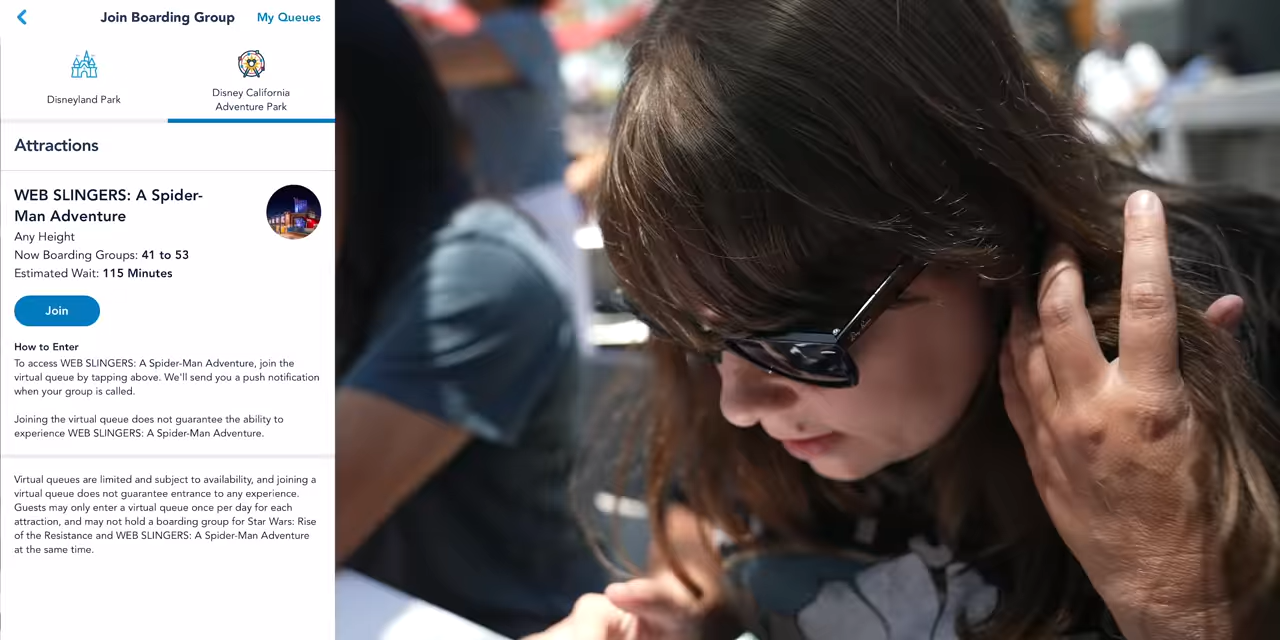 Join Boarding Group
My Queues
Disneyland Park
Disney California
Adventure Park
Attractions
WEB SLINGERS: A Spider-
Man Adventure
Any Height
Now Boarding Groups: 41 to 53
Estimated Wait: 115 Minutes
Join
How to Enter
To access WEB SLINGERS: A Spider-Man Adventure, join the
virtual queue by tapping above. We'll send you a push notification
when your group is called.
Joining the virtual queue does not guarantee the ability to
experience WEB SLINGERS: A Spider-Man Adventure.
Virtual queues are limited and subject to availability, and joining a
virtual queue does not guarantee entrance to any experience.
Guests may only enter a virtual queue once per day for each
attraction, and may not hold a boarding group for Star Wars: Rise
of the Resistance and WEB SLINGERS: A Spider-Man Adventure
at the same time.
Ray-Ban